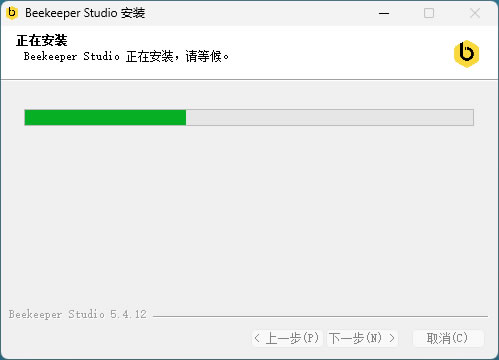 Beekeeper Studio 安装
正在安装
Beekeeper Studio 正在安装，请等候。
Beekeeper Studio 5.4.12
< 上一步(P) 下一步(N) > 取消(C)